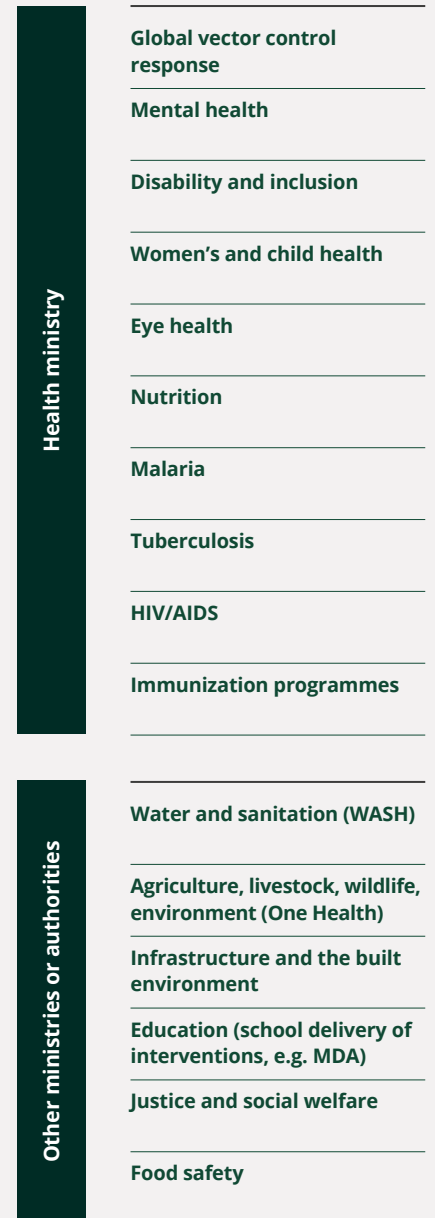 Health ministry
Global vector control
response
Mental health
Disability and inclusion
Women’s and child health
Eye health
Nutrition
Malaria
Tuberculosis
HIV/AIDS
Immunization programmes
Other ministries or authorities
Water and sanitation (WASH)
Agriculture, livestock, wildlife,
environment (One Health)
Infrastructure and the built
environment
Education (school delivery of
interventions, e.g. MDA)
Justice and social welfare
Food safety